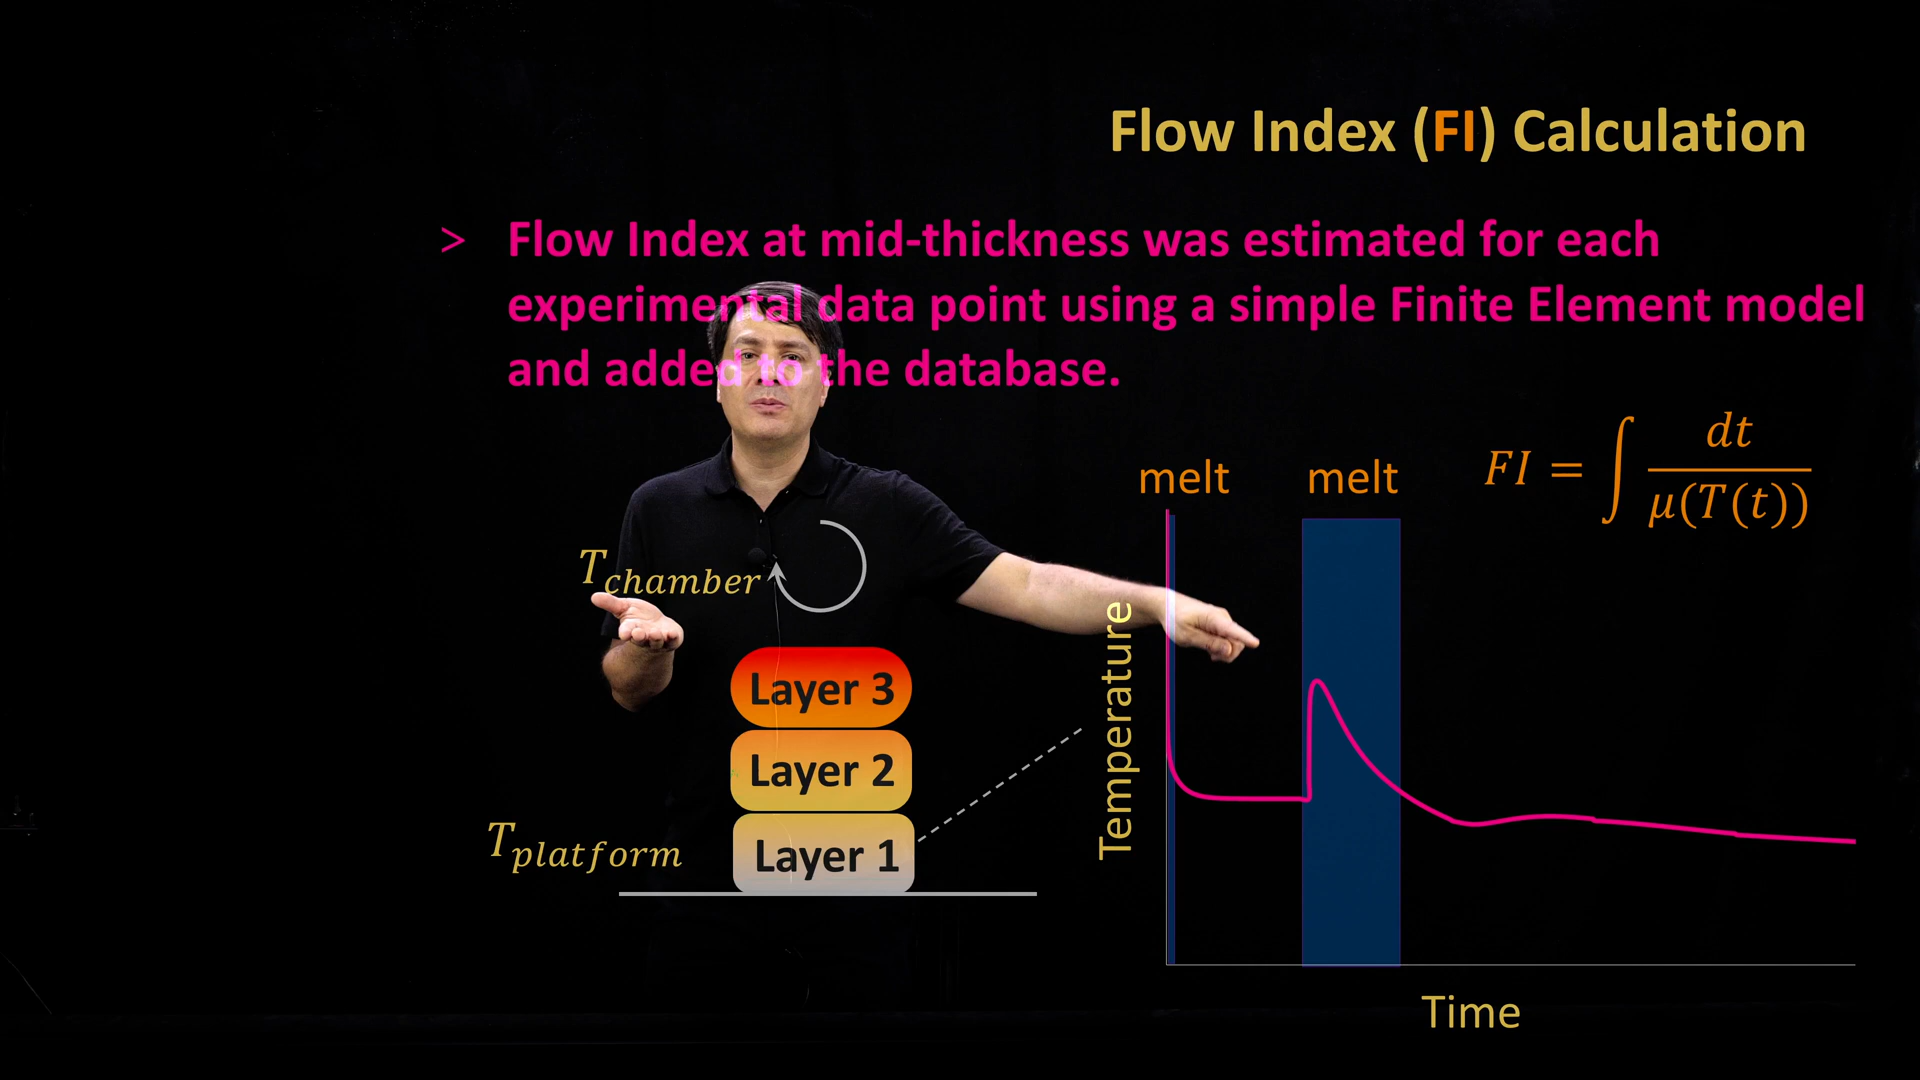 Flow Index (FI) Calculation
> Flow Index at mid-thickness was estimated for each
experimental data point using a simple Finite Element model
and added to the database.
melt
melt
FI = ∫ dt / μ(T(t))
T_chamber
Layer 3
Layer 2
Layer 1
T_platform
Temperature
Time